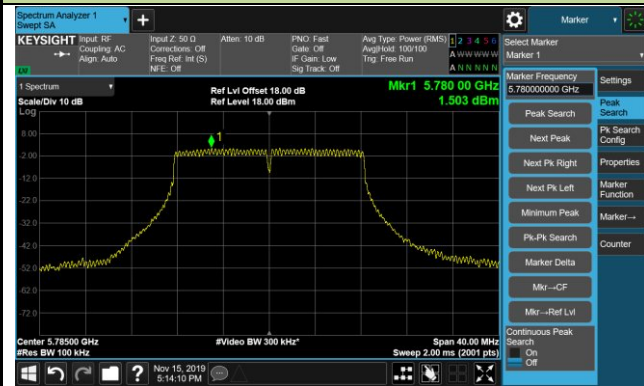 Spectrum Analyzer 1
Swept SA
+
Marker
KEYSIGHT
Input: RF
Coupling: AC
Align: Auto
Input Z: 50 Ω
Corrections: Off
Freq Ref: Int (S)
NFE: Off
Atten: 10 dB
PNO: Fast
Gate: Off
IF Gain: Low
Sig Track: Off
Avg Type: Power (RMS)
Avg|Hold: 100/100
Trig: Free Run
1 2 3 4 5 6
A W W W W W
A N N N N N
Select Marker
Marker 1
1 Spectrum
Scale/Div 10 dB
Log
Ref Lvl Offset 18.00 dB
Ref Level 18.00 dBm
Mkr1 5.780 00 GHz
1.503 dBm
1
8.00
-2.00
-12.0
-22.0
-32.0
-42.0
-52.0
-62.0
-72.0
Center 5.78500 GHz
#Res BW 100 kHz
#Video BW 300 kHz*
Span 40.00 MHz
Sweep 2.00 ms (2001 pts)
Marker Frequency
5.780000000 GHz
Peak Search
Next Peak
Next Pk Right
Next Pk Left
Minimum Peak
Pk-Pk Search
Marker Delta
Mkr→CF
Mkr→Ref Lvl
Continuous Peak
Search
On
Off
Settings
Peak
Search
Pk Search
Config
Properties
Marker
Function
Marker→
Counter
?
Nov 15, 2019
5:14:10 PM